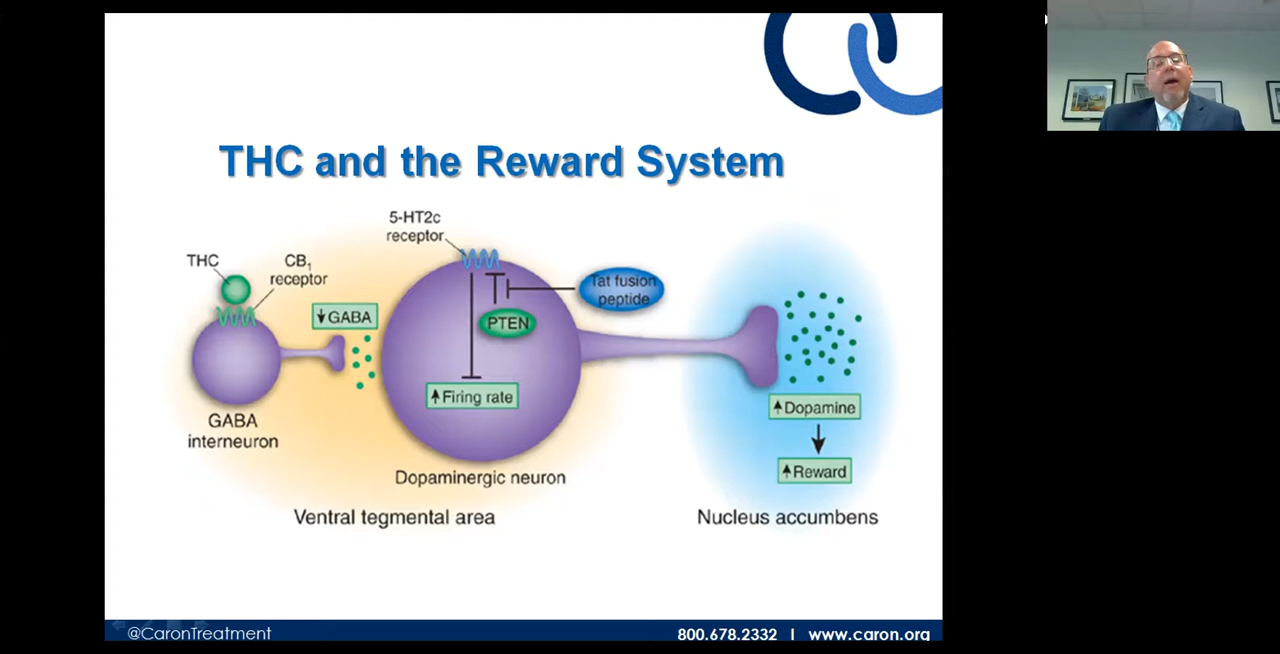 THC and the Reward System
5-HT2c
receptor
THC
CB1
receptor
↓GABA
Tat fusion
peptide
PTEN
↑Firing rate
GABA
interneuron
Dopaminergic neuron
↑Dopamine
↑Reward
Ventral tegmental area
Nucleus accumbens
@CaronTreatment
800.678.2332 | www.caron.org